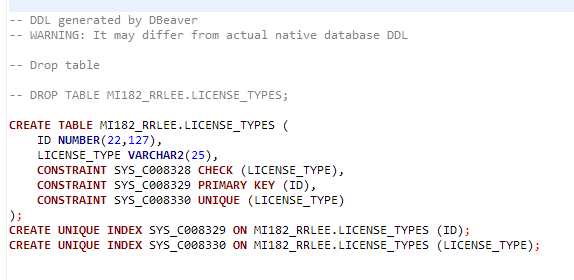 -- DDL generated by DBeaver
-- WARNING: It may differ from actual native database DDL
-- Drop table
-- DROP TABLE MI182_RRLEE.LICENSE_TYPES;
CREATE TABLE MI182_RRLEE.LICENSE_TYPES (
ID NUMBER(22,127),
LICENSE_TYPE VARCHAR2(25),
CONSTRAINT SYS_C008328 CHECK (LICENSE_TYPE),
CONSTRAINT SYS_C008329 PRIMARY KEY (ID),
CONSTRAINT SYS_C008330 UNIQUE (LICENSE_TYPE)
);
CREATE UNIQUE INDEX SYS_C008329 ON MI182_RRLEE.LICENSE_TYPES (ID);
CREATE UNIQUE INDEX SYS_C008330 ON MI182_RRLEE.LICENSE_TYPES (LICENSE_TYPE);